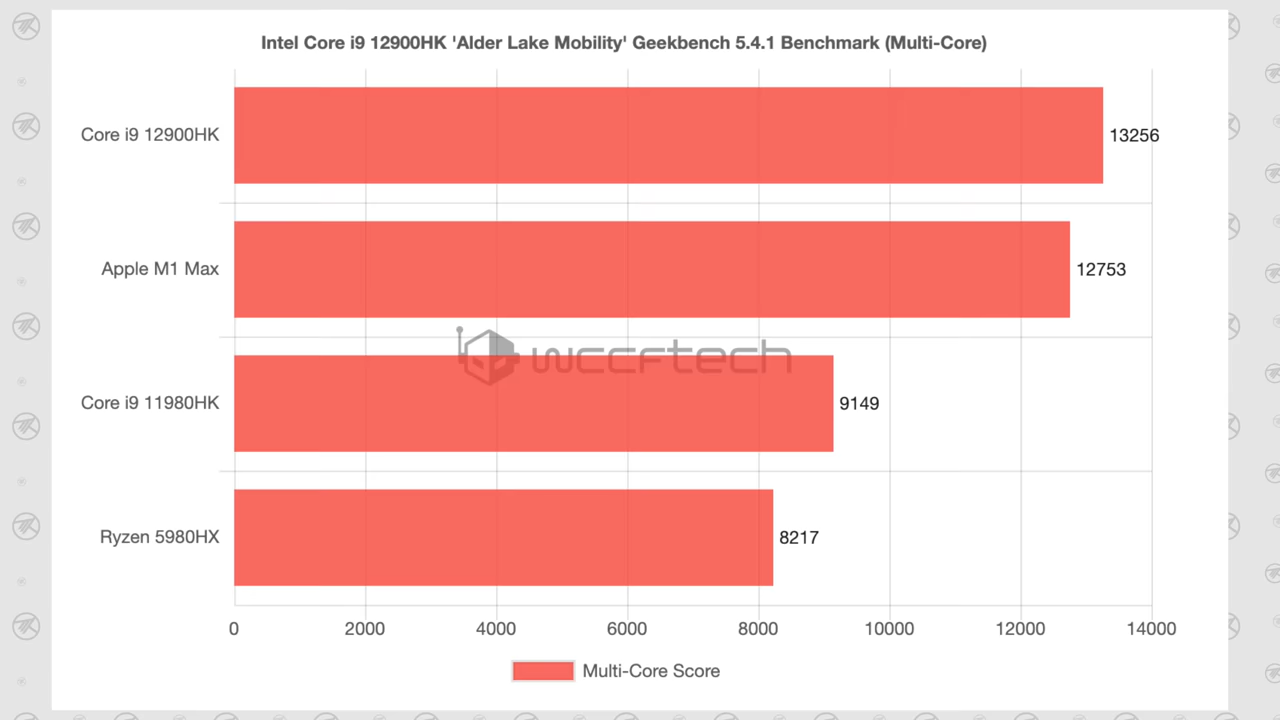 Intel Core i9 12900HK 'Alder Lake Mobility' Geekbench 5.4.1 Benchmark (Multi-Core)
Core i9 12900HK
13256
Apple M1 Max
12753
wccftech
Core i9 11980HK
9149
Ryzen 5980HX
8217
0 2000 4000 6000 8000 10000 12000 14000
Multi-Core Score